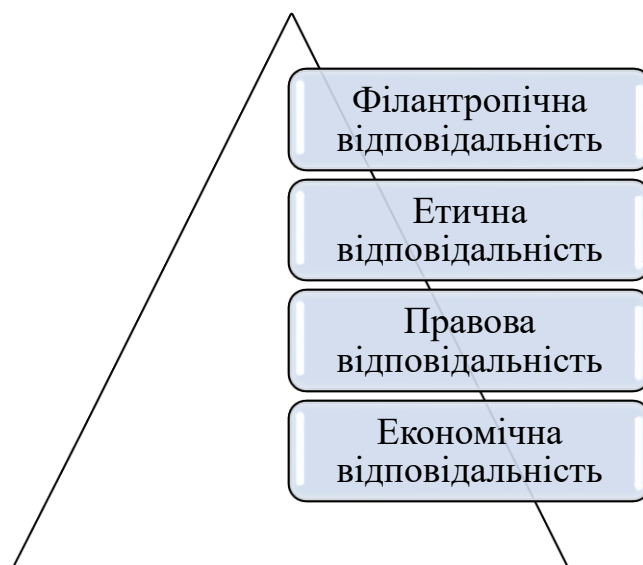 Філантропічна
відповідальність
Етична
відповідальність
Правова
відповідальність
Економічна
відповідальність